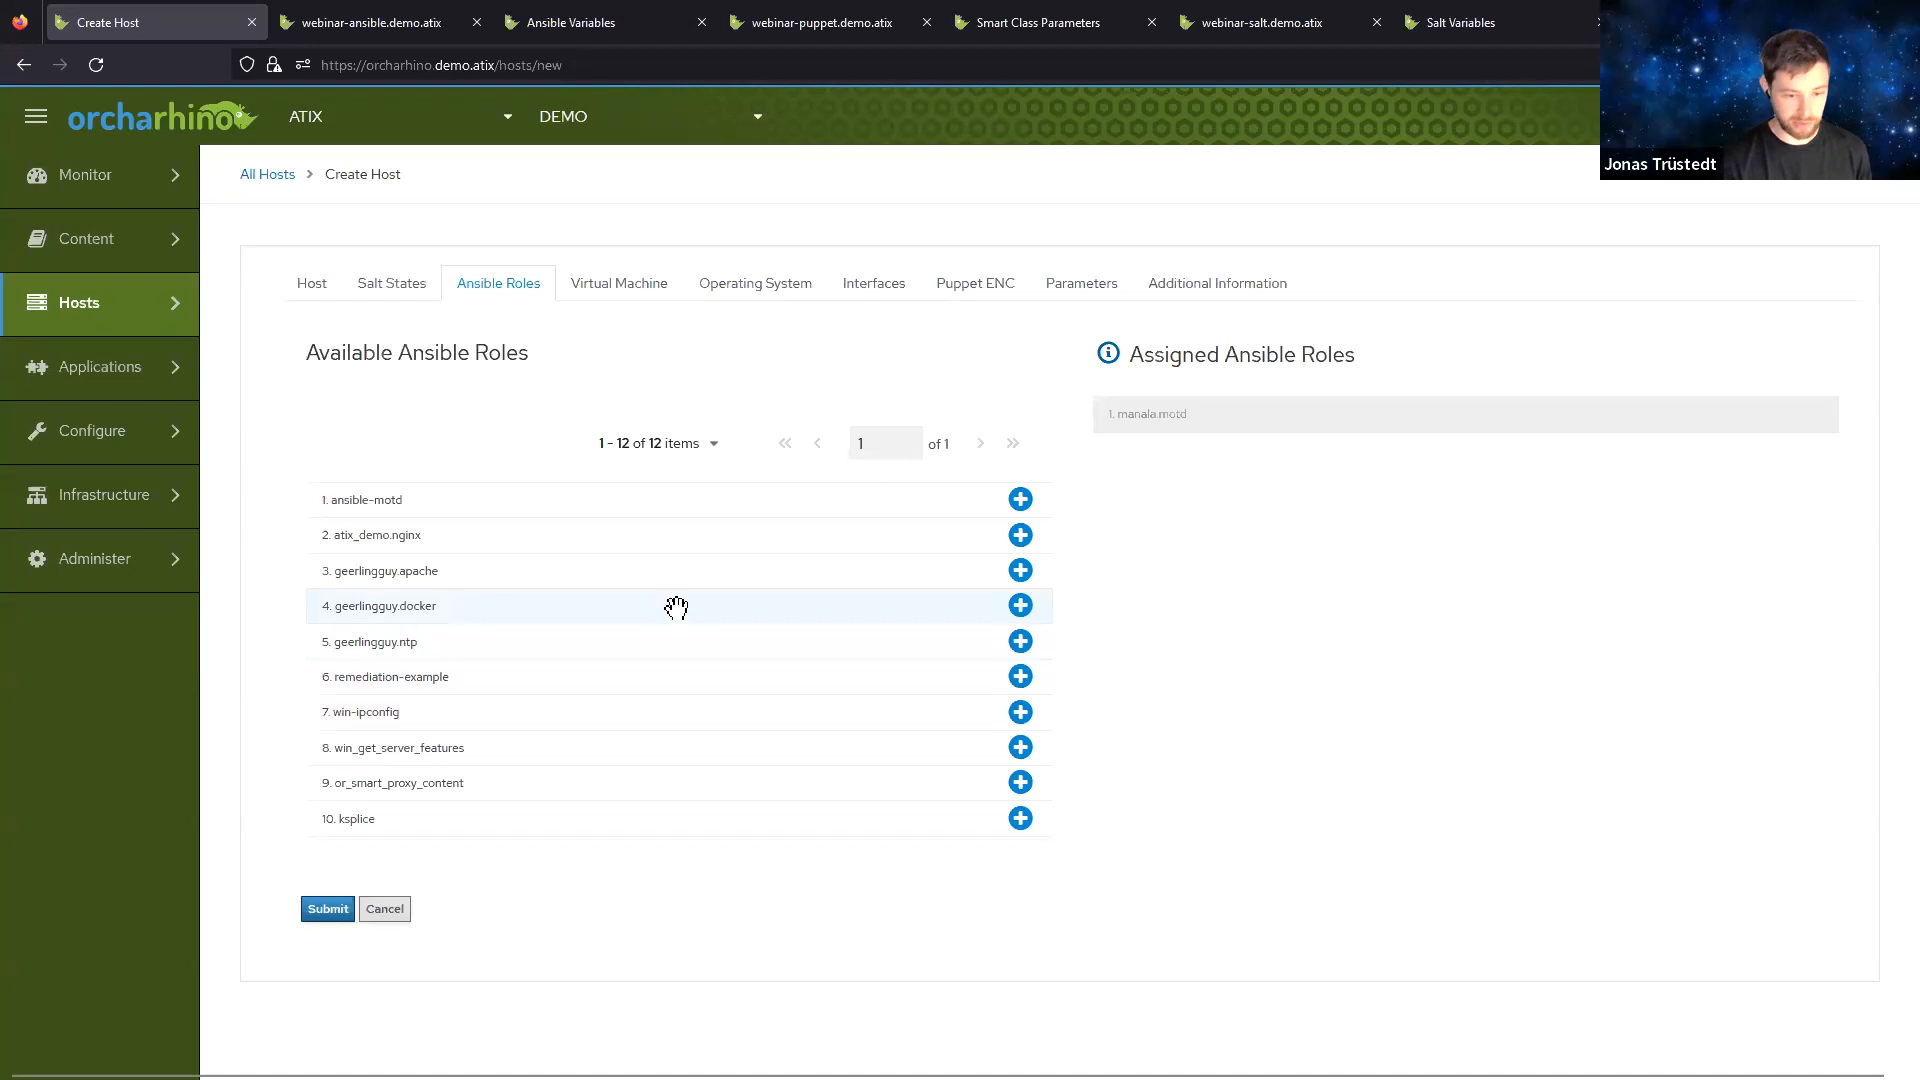 Create Host
webinar-ansible.demo.atix
Ansible Variables
webinar-puppet.demo.atix
Smart Class Parameters
webinar-salt.demo.atix
Salt Variables
https://orcharhino.demo.atix/hosts/new
orcharhino
ATIX
DEMO
Jonas Trüstedt
Monitor
Content
Hosts
Applications
Configure
Infrastructure
Administer
All Hosts > Create Host
Host
Salt States
Ansible Roles
Virtual Machine
Operating System
Interfaces
Puppet ENC
Parameters
Additional Information
Available Ansible Roles
1 - 12 of 12 items
1 of 1
1. ansible-motd
2. atix_demo.nginx
3. geerlingguy.apache
4. geerlingguy.docker
5. geerlingguy.ntp
6. remediation-example
7. win-ipconfig
8. win_get_server_features
9. or_smart_proxy_content
10. ksplice
Assigned Ansible Roles
1. manala.motd
Submit
Cancel